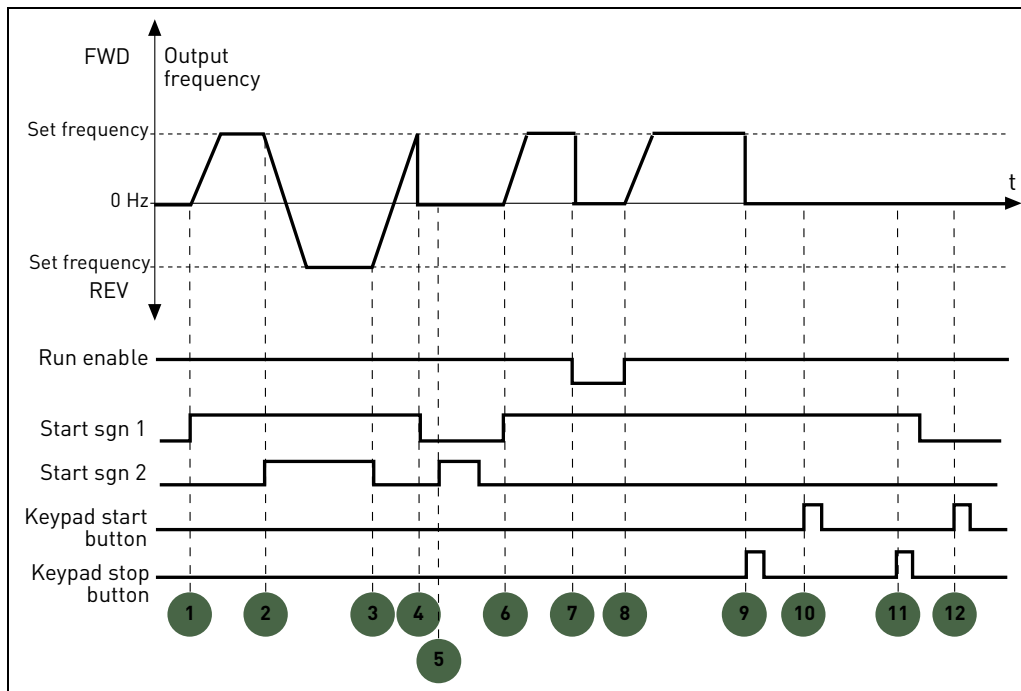 FWD
Output
frequency
Set frequency
0 Hz
t
Set frequency
REV
Run enable
Start sgn 1
Start sgn 2
Keypad start
button
Keypad stop
button
1 2 3 4 6 7 8 9 10 11 12
5